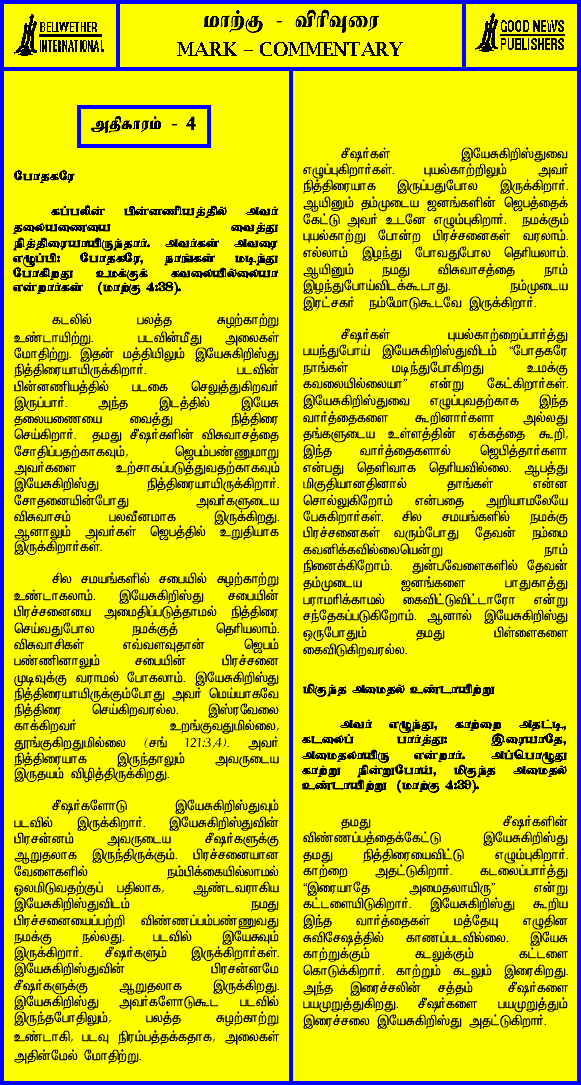 BELLWETHER
INTERNATIONAL
மாற்கு - விரிவுரை
MARK – COMMENTARY
GOOD NEWS
PUBLISHERS
அதிகாரம் - 4
போதகரே
கப்பலின் பின்னணியத்தில் அவர்
தலையணையை வைத்து
நித்திரையாயிருந்தார். அவர்கள் அவரை
எழுப்பி: போதகரே, நாங்கள் மடிந்து
போகிறது உமக்குக் கவலையில்லையா
என்றார்கள் (மாற்கு 4:38).
கடலில் பலத்த சுழற்காற்று
உண்டாயிற்று. படவின்மீது அலைகள்
மோதிற்று. இதன் மத்தியிலும் இயேசுகிறிஸ்து
நித்திரையாயிருக்கிறார். படவின்
பின்னணியத்தில் படகை செலுத்துகிறவர்
இருப்பார். அந்த இடத்தில் இயேசு
தலையணையை வைத்து நித்திரை
செய்கிறார். தமது சீஷர்களின் விசுவாசத்தை
சோதிப்பதற்காகவும், ஜெபம்பண்ணுமாறு
அவர்களை உற்சாகப்படுத்துவதற்காகவும்
இயேசுகிறிஸ்து நித்திரையாயிருக்கிறார்.
சோதனையின்போது அவர்களுடைய
விசுவாசம் பலவீனமாக இருக்கிறது.
ஆனாலும் அவர்கள் ஜெபத்தில் உறுதியாக
இருக்கிறார்கள்.
சில சமயங்களில் சபையில் சுழற்காற்று
உண்டாகலாம். இயேசுகிறிஸ்து சபையின்
பிரச்சனையை அமைதிப்படுத்தாமல் நித்திரை
செய்வதுபோல நமக்குத் தெரியலாம்.
விசுவாசிகள் எவ்வளவுதான் ஜெபம்
பண்ணினாலும் சபையின் பிரச்சனை
முடிவுக்கு வராமல் போகலாம். இயேசுகிறிஸ்து
நித்திரையாயிருக்கும்போது அவர் மெய்யாகவே
நித்திரை செய்கிறவரல்ல. இஸ்ரவேலை
காக்கிறவர் உறங்குவதுமில்லை,
தூங்குகிறதுமில்லை (சங் 121:3,4). அவர்
நித்திரையாக இருந்தாலும் அவருடைய
இருதயம் விழித்திருக்கிறது.
சீஷர்களோடு இயேசுகிறிஸ்துவும்
படவில் இருக்கிறார். இயேசுகிறிஸ்துவின்
பிரசன்னம் அவருடைய சீஷர்களுக்கு
ஆறுதலாக இருந்திருக்கும். பிரச்சனையான
வேளைகளில் நம்பிக்கையில்லாமல்
ஓலமிடுவதற்குப் பதிலாக, ஆண்டவராகிய
இயேசுகிறிஸ்துவிடம் நமது
பிரச்சனையைப்பற்றி விண்ணப்பம்பண்ணுவது
நமக்கு நல்லது. படவில் இயேசுவும்
இருக்கிறார். சீஷர்களும் இருக்கிறார்கள்.
இயேசுகிறிஸ்துவின் பிரசன்னமே
சீஷர்களுக்கு ஆறுதலாக இருக்கிறது.
இயேசுகிறிஸ்து அவர்களோடுகூட படவில்
இருந்தபோதிலும், பலத்த சுழற்காற்று
உண்டாகி, படவு நிரம்பத்தக்கதாக, அலைகள்
அதின்மேல் மோதிற்று.
சீஷர்கள் இயேசுகிறிஸ்துவை
எழுப்புகிறார்கள். புயல்காற்றிலும் அவர்
நித்திரையாக இருப்பதுபோல இருக்கிறார்.
ஆயினும் தம்முடைய ஜனங்களின் ஜெபத்தைக்
கேட்டு அவர் உடனே எழும்புகிறார். நமக்கும்
புயல்காற்று போன்ற பிரச்சனைகள் வரலாம்.
எல்லாம் இழந்து போவதுபோல தெரியலாம்.
ஆயினும் நமது விசுவாசத்தை நாம்
இழந்துபோய்விடக்கூடாது. நம்முடைய
இரட்சகர் நம்மோடுகூடவே இருக்கிறார்.
சீஷர்கள் புயல்காற்றைப்பார்த்து
பயந்துபோய் இயேசுகிறிஸ்துவிடம் “போதகரே
நாங்கள் மடிந்துபோகிறது உமக்கு
கவலையில்லையா” என்று கேட்கிறார்கள்.
இயேசுகிறிஸ்துவை எழுப்புவதற்காக இந்த
வார்த்தைகளை கூறினார்களா அல்லது
தங்களுடைய உள்ளத்தின் ஏக்கத்தை கூறி,
இந்த வார்த்தைகளால் ஜெபித்தார்களா
என்பது தெளிவாக தெரியவில்லை. ஆபத்து
மிகுதியானதினால் தாங்கள் என்ன
சொல்லுகிறோம் என்பதை அறியாமலேயே
பேசுகிறார்கள். சில சமயங்களில் நமக்கு
பிரச்சனைகள் வரும்போது தேவன் நம்மை
கவனிக்கவில்லையென்று நாம்
நினைக்கிறோம். துன்பவேளைகளில் தேவன்
தம்முடைய ஜனங்களை பாதுகாத்து
பராமரிக்காமல் கைவிட்டுவிட்டாரோ என்று
சந்தேகப்படுகிறோம். ஆனால் இயேசுகிறிஸ்து
ஒருபோதும் தமது பிள்ளைகளை
கைவிடுகிறவரல்ல.
மிகுந்த அமைதல் உண்டாயிற்று
அவர் எழுந்து, காற்றை அதட்டி,
கடலைப் பார்த்து: இரையாதே,
அமைதலாயிரு என்றார். அப்பொழுது
காற்று நின்றுபோய், மிகுந்த அமைதல்
உண்டாயிற்று (மாற்கு 4:39).
தமது சீஷர்களின்
விண்ணப்பத்தைக்கேட்டு இயேசுகிறிஸ்து
தமது நித்திரையைவிட்டு எழும்புகிறார்.
காற்றை அதட்டுகிறார். கடலைப்பார்த்து
“இரையாதே அமைதலாயிரு” என்று
கட்டளையிடுகிறார். இயேசுகிறிஸ்து கூறிய
இந்த வார்த்தைகள் மத்தேயு எழுதின
சுவிசேஷத்தில் காணப்படவில்லை. இயேசு
காற்றுக்கும் கடலுக்கும் கட்டளை
கொடுக்கிறார். காற்றும் கடலும் இரைகிறது.
அந்த இரைச்சலின் சத்தம் சீஷர்களை
பயமுறுத்துகிறது. சீஷர்களை பயமுறுத்தும்
இரைச்சலை இயேசுகிறிஸ்து அதட்டுகிறார்.